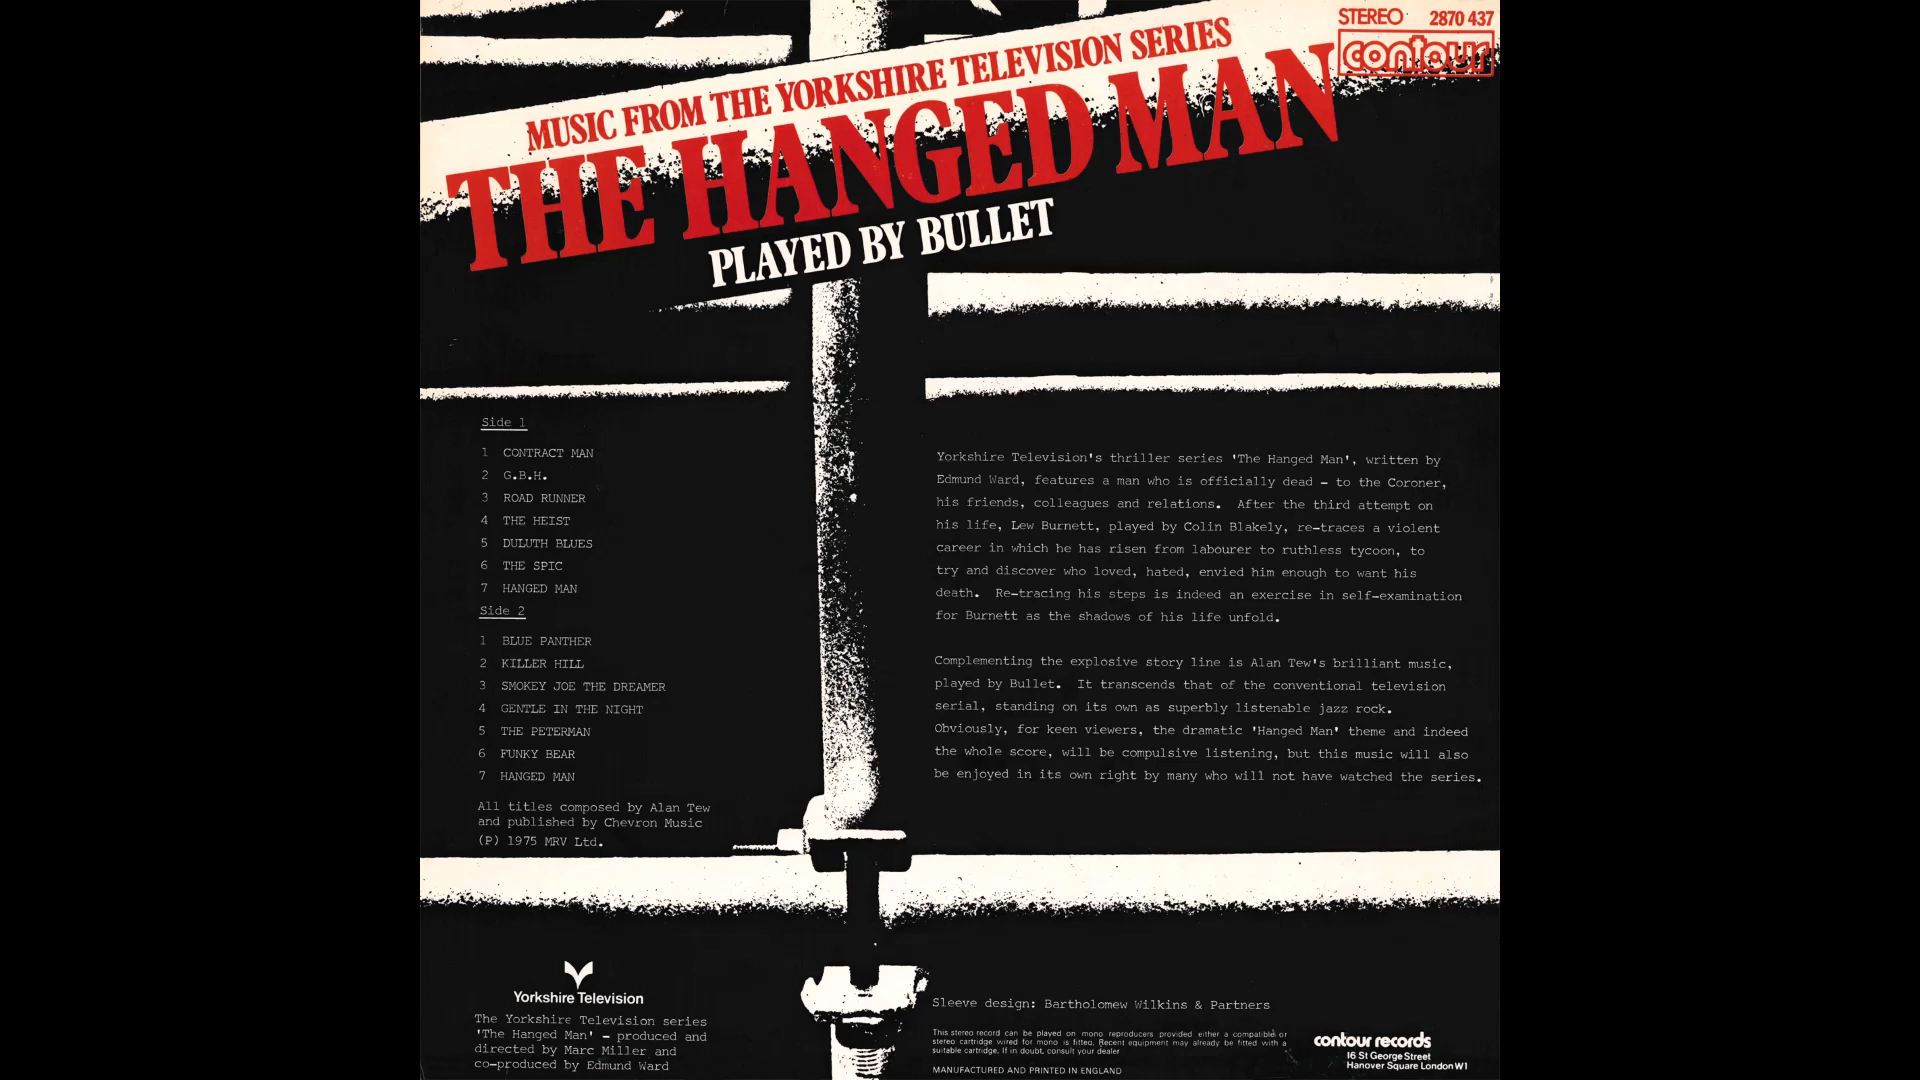 STEREO 2870 437
contour
MUSIC FROM THE YORKSHIRE TELEVISION SERIES
THE HANGED MAN
PLAYED BY BULLET
Side 1
1 CONTRACT MAN
2 G.B.H.
3 ROAD RUNNER
4 THE HEIST
5 DULUTH BLUES
6 THE SPIC
7 HANGED MAN
Side 2
1 BLUE PANTHER
2 KILLER HILL
3 SMOKEY JOE THE DREAMER
4 GENTLE IN THE NIGHT
5 THE PETERMAN
6 FUNKY BEAR
7 HANGED MAN
All titles composed by Alan Tew
and published by Chevron Music
(P) 1975 MRV Ltd.
Yorkshire Television's thriller series 'The Hanged Man', written by
Edmund Ward, features a man who is officially dead - to the Coroner,
his friends, colleagues and relations. After the third attempt on
his life, Lew Burnett, played by Colin Blakely, re-traces a violent
career in which he has risen from labourer to ruthless tycoon, to
try and discover who loved, hated, envied him enough to want his
death. Re-tracing his steps is indeed an exercise in self-examination
for Burnett as the shadows of his life unfold.
Complementing the explosive story line is Alan Tew's brilliant music,
played by Bullet. It transcends that of the conventional television
serial, standing on its own as superbly listenable jazz rock.
Obviously, for keen viewers, the dramatic 'Hanged Man' theme and indeed
the whole score, will be compulsive listening, but this music will also
be enjoyed in its own right by many who will not have watched the series.
Yorkshire Television
The Yorkshire Television series
'The Hanged Man' - produced and
directed by Marc Miller and
co-produced by Edmund Ward
Sleeve design: Bartholomew Wilkins & Partners
This stereo record can be played on mono reproducers provided either a compatible or
stereo cartridge wired for mono is fitted. Recent equipment may already be fitted with a
suitable cartridge. If in doubt, consult your dealer
MANUFACTURED AND PRINTED IN ENGLAND
contour records
16 St George Street
Hanover Square London W1